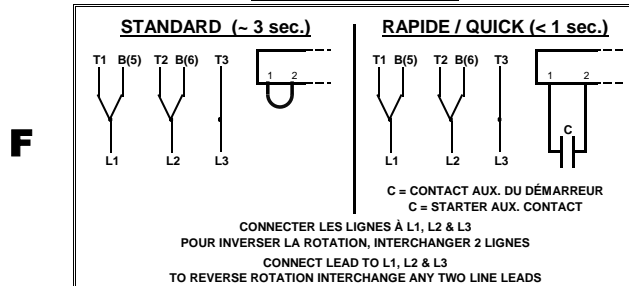 STANDARD (~ 3 sec.)
T1 B(5) T2 B(6) T3
1 2
L1 L2 L3
RAPIDE / QUICK (< 1 sec.)
T1 B(5) T2 B(6) T3
1 2
C
L1 L2 L3
C = CONTACT AUX. DU DÉMARREUR
C = STARTER AUX. CONTACT
F
CONNECTER LES LIGNES À L1, L2 & L3
POUR INVERSER LA ROTATION, INTERCHANGER 2 LIGNES
CONNECT LEAD TO L1, L2 & L3
TO REVERSE ROTATION INTERCHANGE ANY TWO LINE LEADS